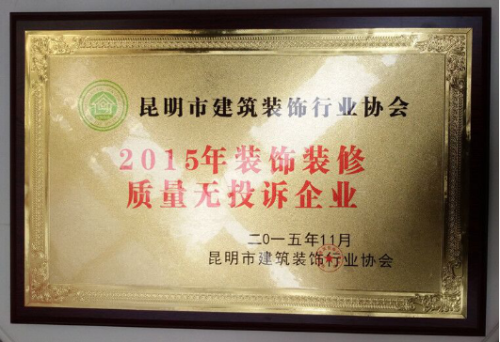 昆明市建筑装饰行业协会
2015年装饰装修
质量无投诉企业
二0一五年11月
昆明市建筑装饰行业协会